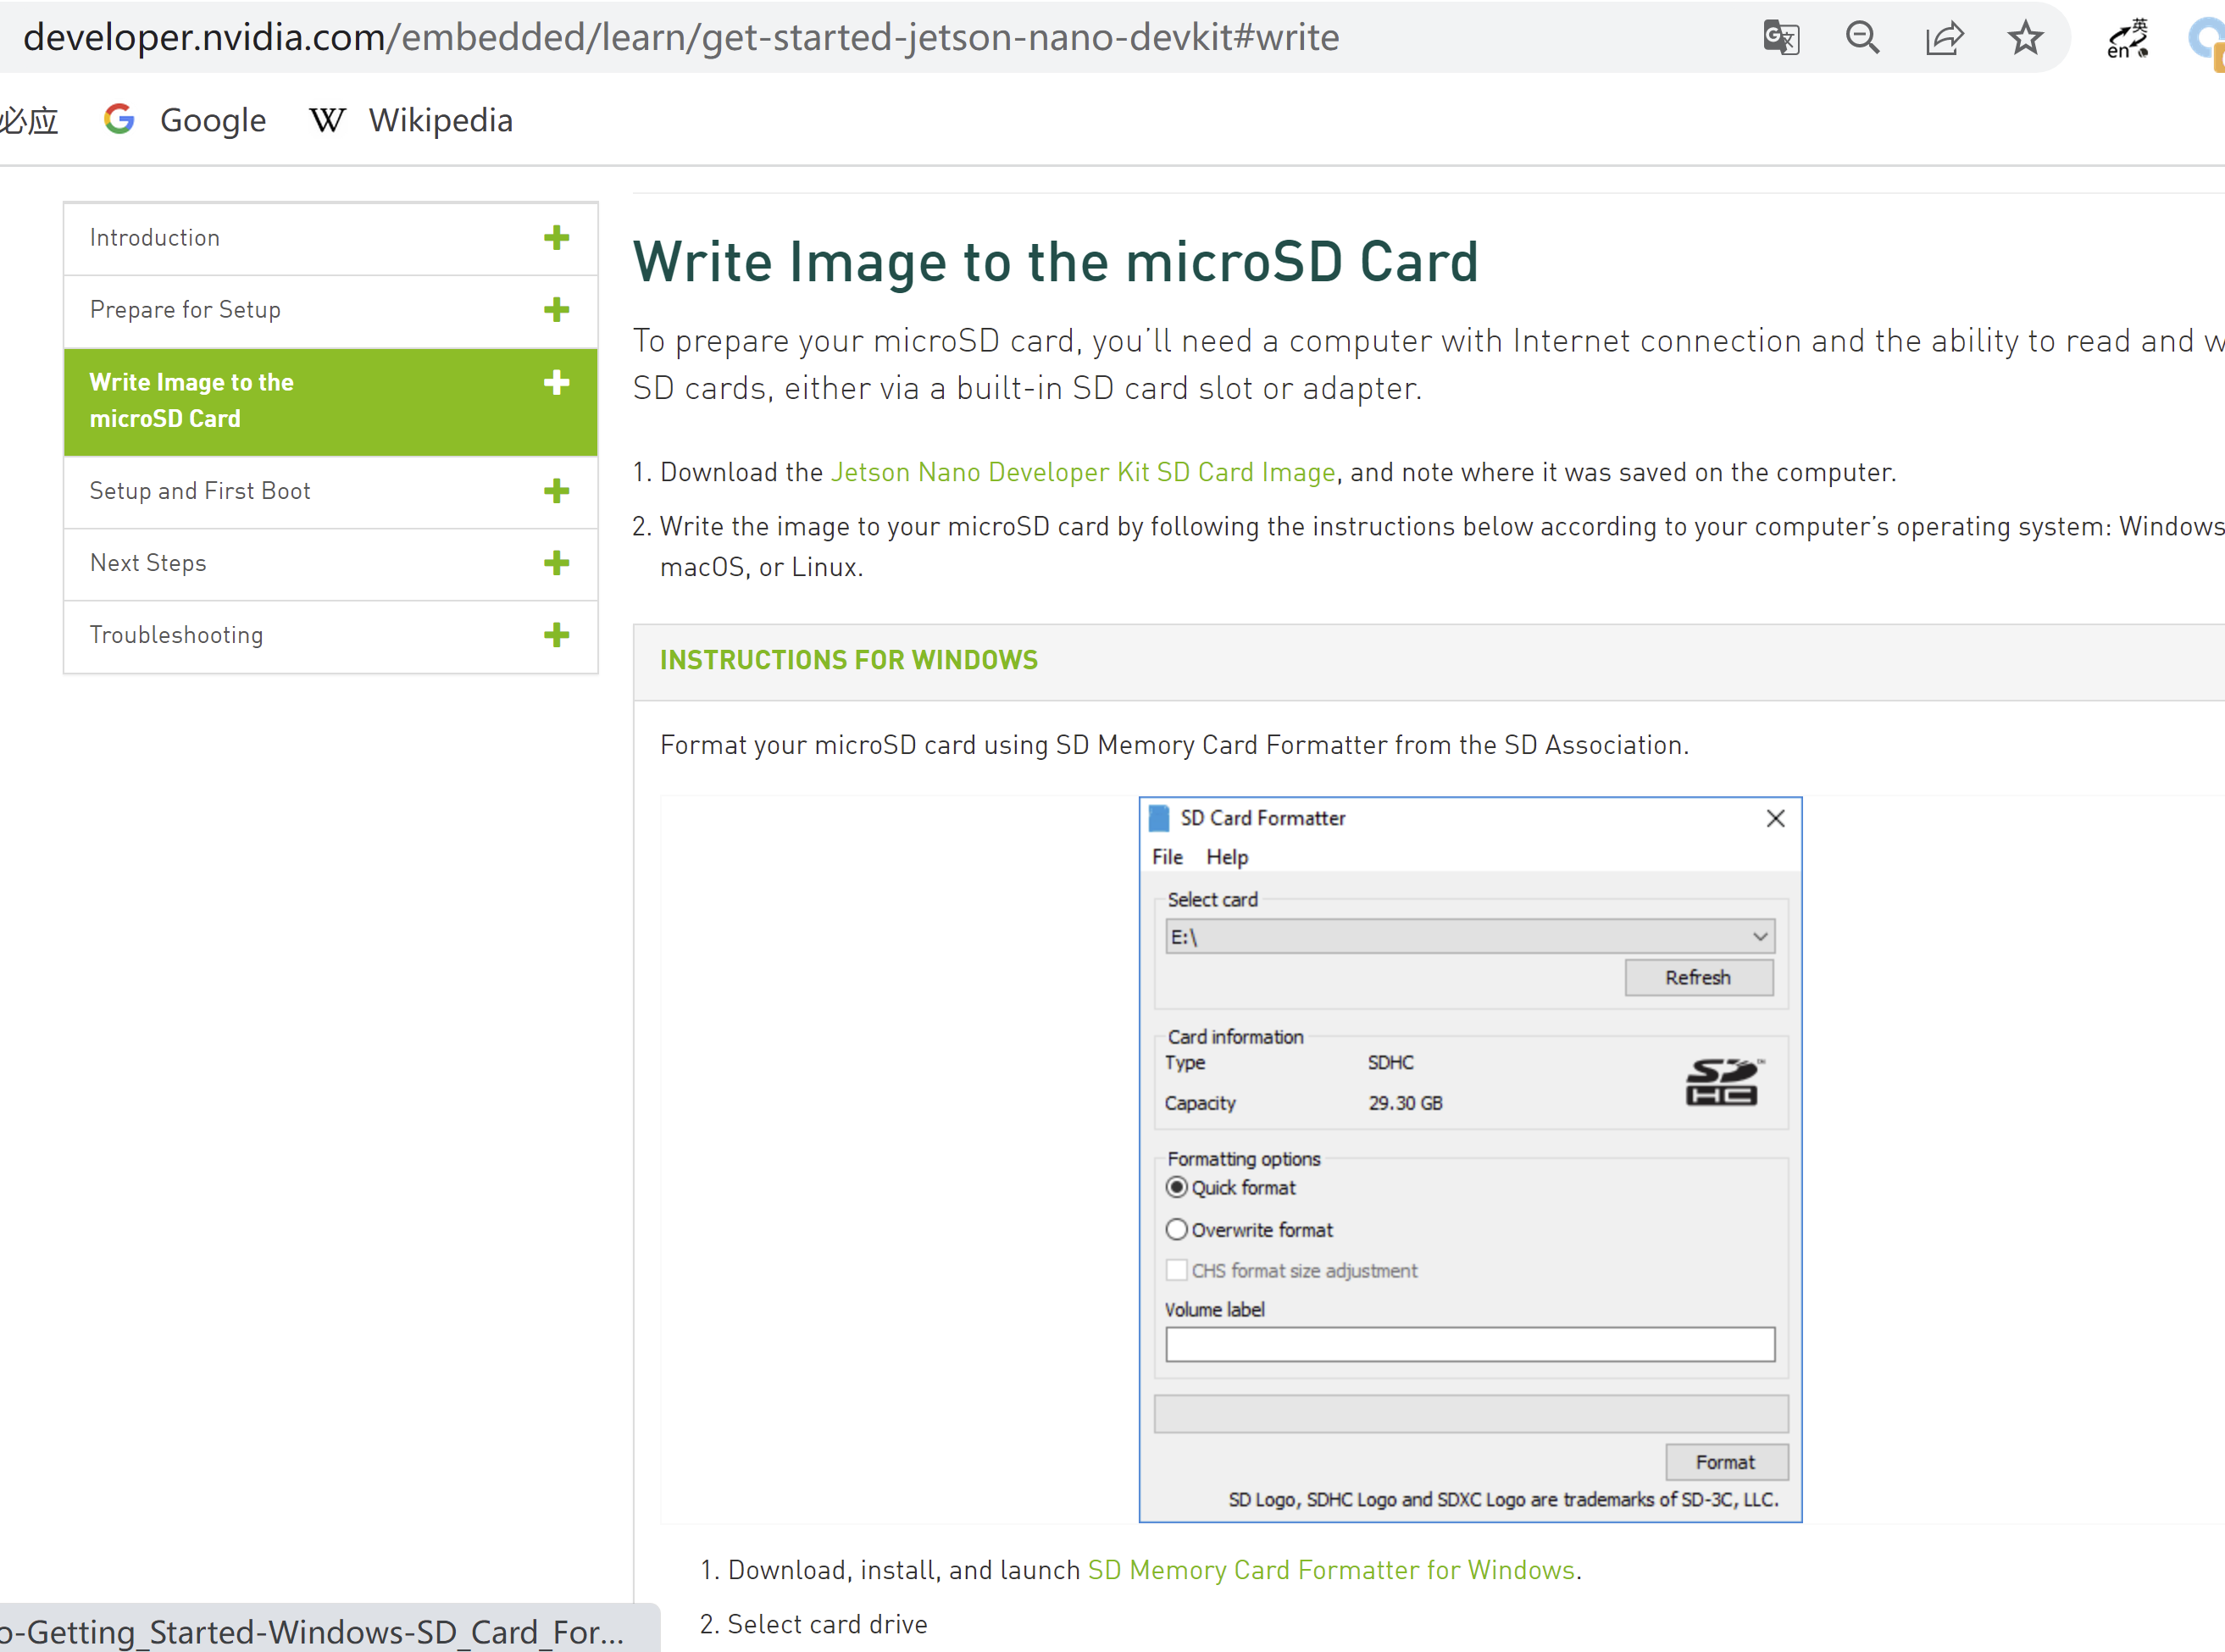 developer.nvidia.com/embedded/learn/get-started-jetson-nano-devkit#write
英
en
必应 Google Wikipedia
Introduction
Prepare for Setup
Write Image to the
microSD Card
Setup and First Boot
Next Steps
Troubleshooting
Write Image to the microSD Card
To prepare your microSD card, you’ll need a computer with Internet connection and the ability to read and w
SD cards, either via a built-in SD card slot or adapter.
1. Download the Jetson Nano Developer Kit SD Card Image, and note where it was saved on the computer.
2. Write the image to your microSD card by following the instructions below according to your computer’s operating system: Windows
macOS, or Linux.
INSTRUCTIONS FOR WINDOWS
Format your microSD card using SD Memory Card Formatter from the SD Association.
SD Card Formatter
File Help
Select card
E:\
Refresh
Card information
Type SDHC
Capacity 29.30 GB
SD HC
Formatting options
Quick format
Overwrite format
CHS format size adjustment
Volume label
Format
SD Logo, SDHC Logo and SDXC Logo are trademarks of SD-3C, LLC.
1. Download, install, and launch SD Memory Card Formatter for Windows.
2. Select card drive
o-Getting_Started-Windows-SD_Card_For...